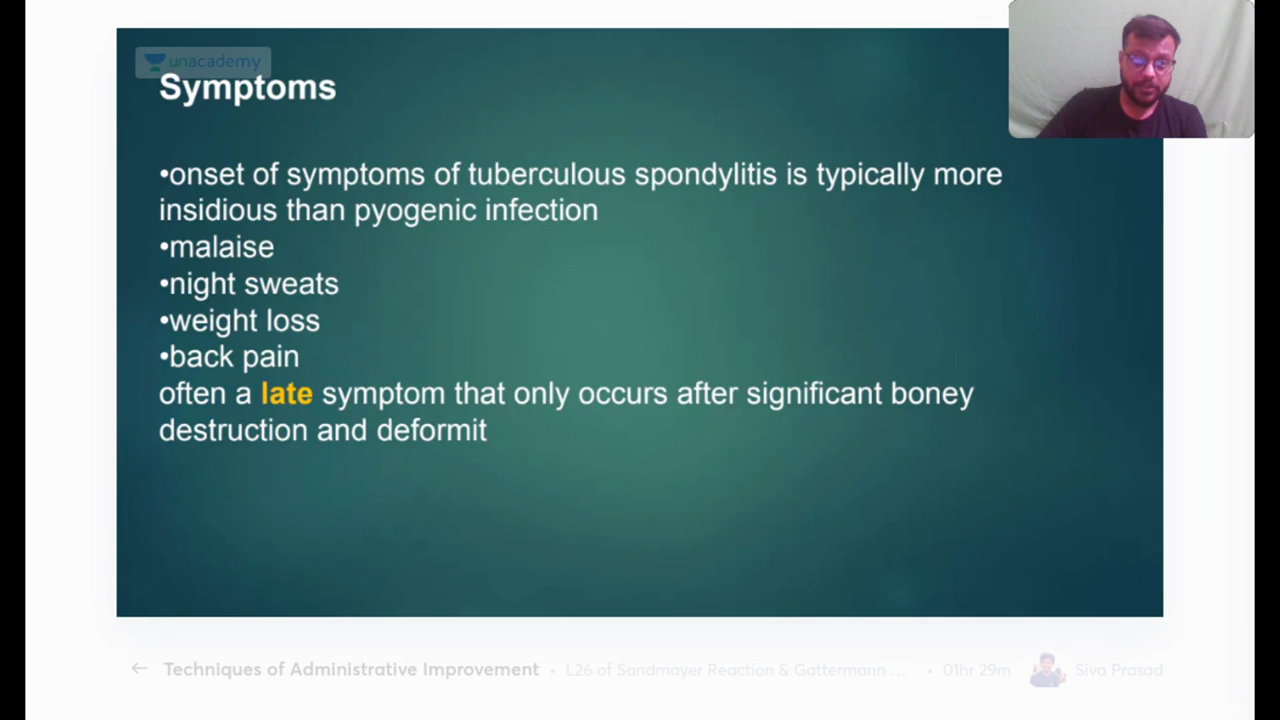 unacademy
Symptoms
•onset of symptoms of tuberculous spondylitis is typically more
insidious than pyogenic infection
•malaise
•night sweats
•weight loss
•back pain
often a late symptom that only occurs after significant boney
destruction and deformit
← Techniques of Administrative Improvement • L26 of Sandmayer Reaction & Gattermann ... • 01hr 29m Siva Prasad